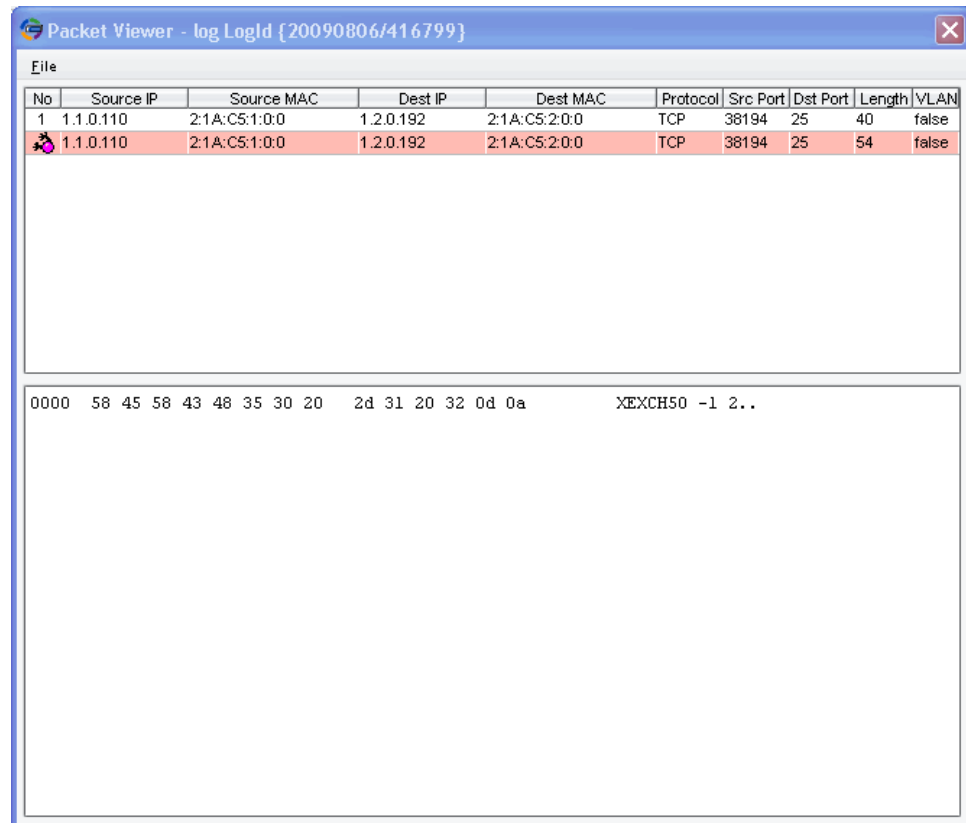 Packet Viewer - log LogId {20090806/416799}
File
No Source IP Source MAC Dest IP Dest MAC Protocol Src Port Dst Port Length VLAN
1 1.1.0.110 2:1A:C5:1:0:0 1.2.0.192 2:1A:C5:2:0:0 TCP 38194 25 40 false
1.1.0.110 2:1A:C5:1:0:0 1.2.0.192 2:1A:C5:2:0:0 TCP 38194 25 54 false
0000 58 45 58 43 48 35 30 20 2d 31 20 32 0d 0a XEXCH50 -1 2..